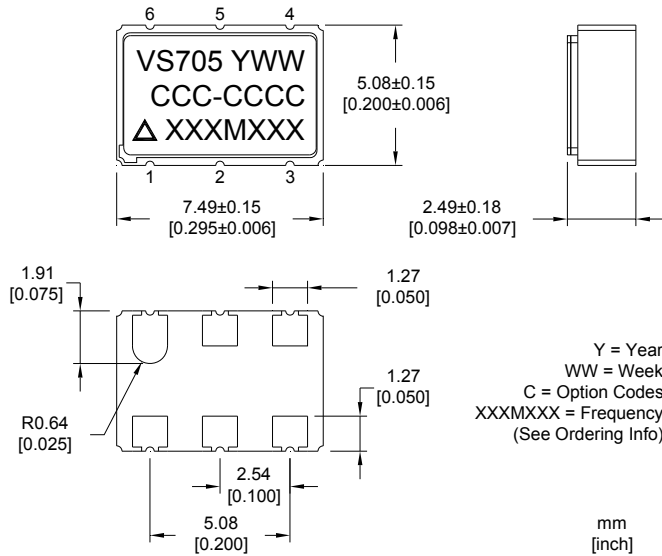 6 5 4
VS705 YWW
CCC-CCCC
△ XXXMXXX
1 2 3
5.08±0.15
[0.200±0.006]
7.49±0.15
[0.295±0.006]
2.49±0.18
[0.098±0.007]
1.91
[0.075]
1.27
[0.050]
R0.64
[0.025]
1.27
[0.050]
2.54
[0.100]
5.08
[0.200]
Y = Year
WW = Week
C = Option Codes
XXXMXXX = Frequency
(See Ordering Info)
mm
[inch]